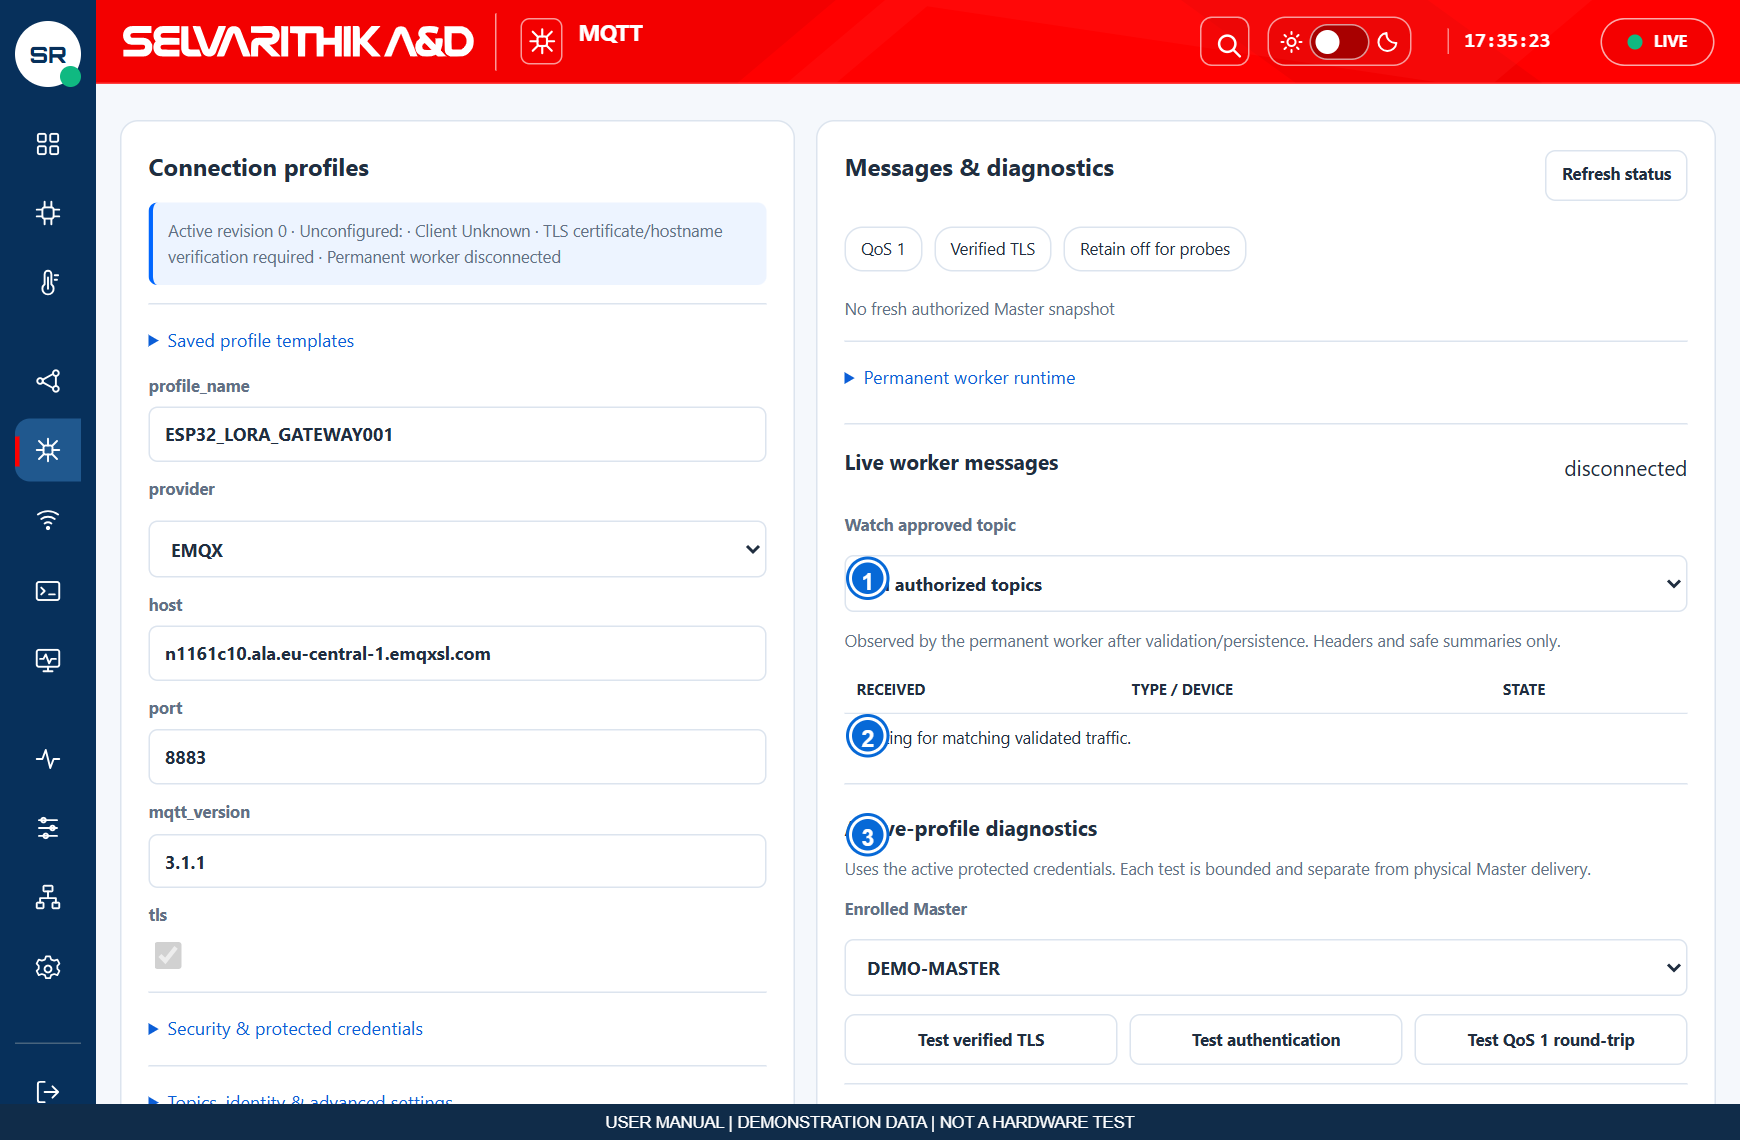 SR
SELVARITHIK A&D
MQTT
17:35:23
LIVE
Connection profiles
Active revision 0 · Unconfigured: · Client Unknown · TLS certificate/hostname
verification required · Permanent worker disconnected
Saved profile templates
profile_name
ESP32_LORA_GATEWAY001
provider
EMQX
host
n1161c10.ala.eu-central-1.emqxsl.com
port
8883
mqtt_version
3.1.1
tls
Security & protected credentials
Topics, identity & advanced settings
Messages & diagnostics
Refresh status
QoS 1
Verified TLS
Retain off for probes
No fresh authorized Master snapshot
Permanent worker runtime
Live worker messages
disconnected
Watch approved topic
1
authorized topics
Observed by the permanent worker after validation/persistence. Headers and safe summaries only.
RECEIVED TYPE / DEVICE STATE
2
for matching validated traffic.
3
-profile diagnostics
Uses the active protected credentials. Each test is bounded and separate from physical Master delivery.
Enrolled Master
DEMO-MASTER
Test verified TLS
Test authentication
Test QoS 1 round-trip
USER MANUAL | DEMONSTRATION DATA | NOT A HARDWARE TEST